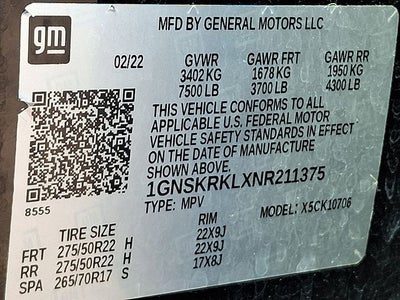 gm
MFD BY GENERAL MOTORS LLC
02/22 GVWR GAWR FRT GAWR RR
3402 KG 1678 KG 1950 KG
7500 LB 3700 LB 4300 LB
THIS VEHICLE CONFORMS TO ALL
APPLICABLE U.S. FEDERAL MOTOR
VEHICLE SAFETY STANDARDS IN EFFECT
ON THE DATE OF MANUFACTURE
SHOWN ABOVE.
1GNSKRKLXNR211375
8555 TYPE: MPV MODEL: X5CK10706
TIRE SIZE RIM
FRT 275/50R22 H 22X9J
RR 275/50R22 H 22X9J
SPA 265/70R17 S 17X8J